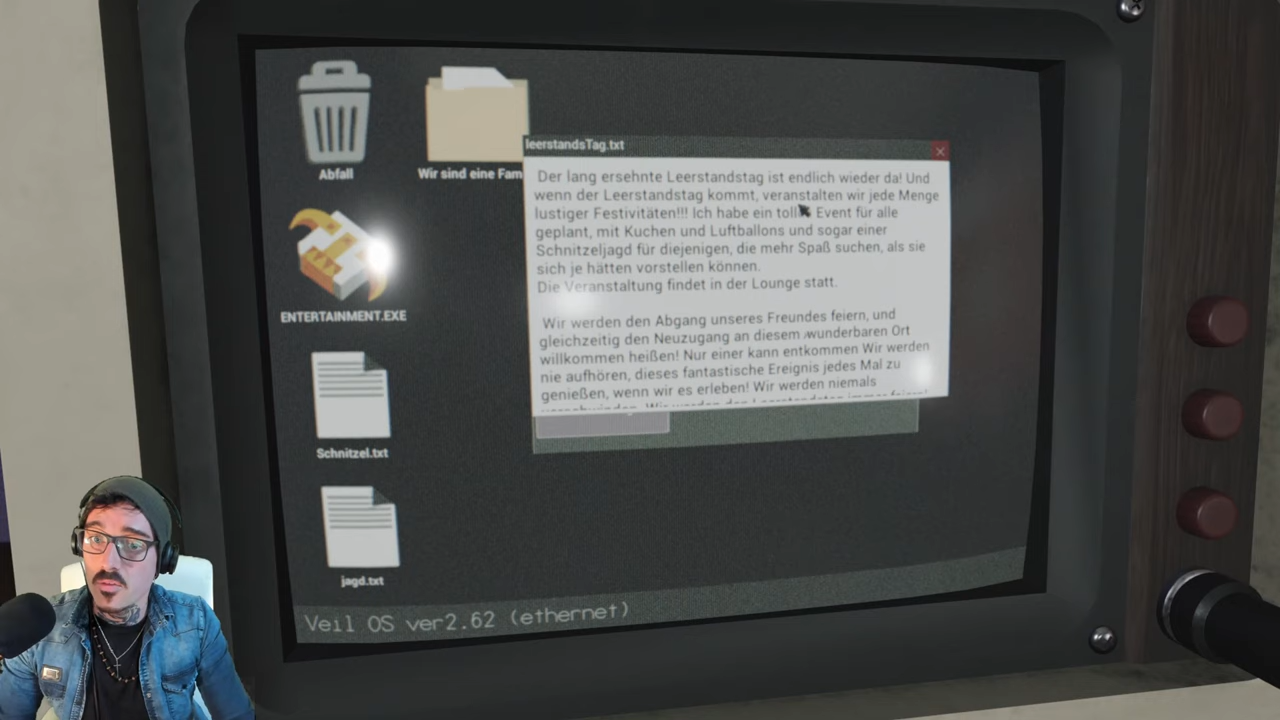 Abfall
Wir sind eine Fam
ENTERTAINMENT.EXE
Schnitzel.txt
jagd.txt
leerstandsTag.txt
Der lang ersehnte Leerstandstag ist endlich wieder da! Und
wenn der Leerstandstag kommt, veranstalten wir jede Menge
lustiger Festivitäten!!! Ich habe ein Event für alle
geplant, mit Kuchen und Luftballons und sogar einer
Schnitzeljagd für diejenigen, die mehr Spaß suchen, als sie
sich je hätten vorstellen können.
Die Veranstaltung findet in der Lounge statt.
Wir werden den Abgang unseres Freundes feiern, und
gleichzeitig den Neuzugang an diesem wunderbaren Ort
willkommen heißen! Nur einer kann entkommen Wir werden
nie aufhören, dieses fantastische Ereignis jedes Mal zu
genießen, wenn wir es erleben! Wir werden niemals
Veil OS ver2.62 (ethernet)